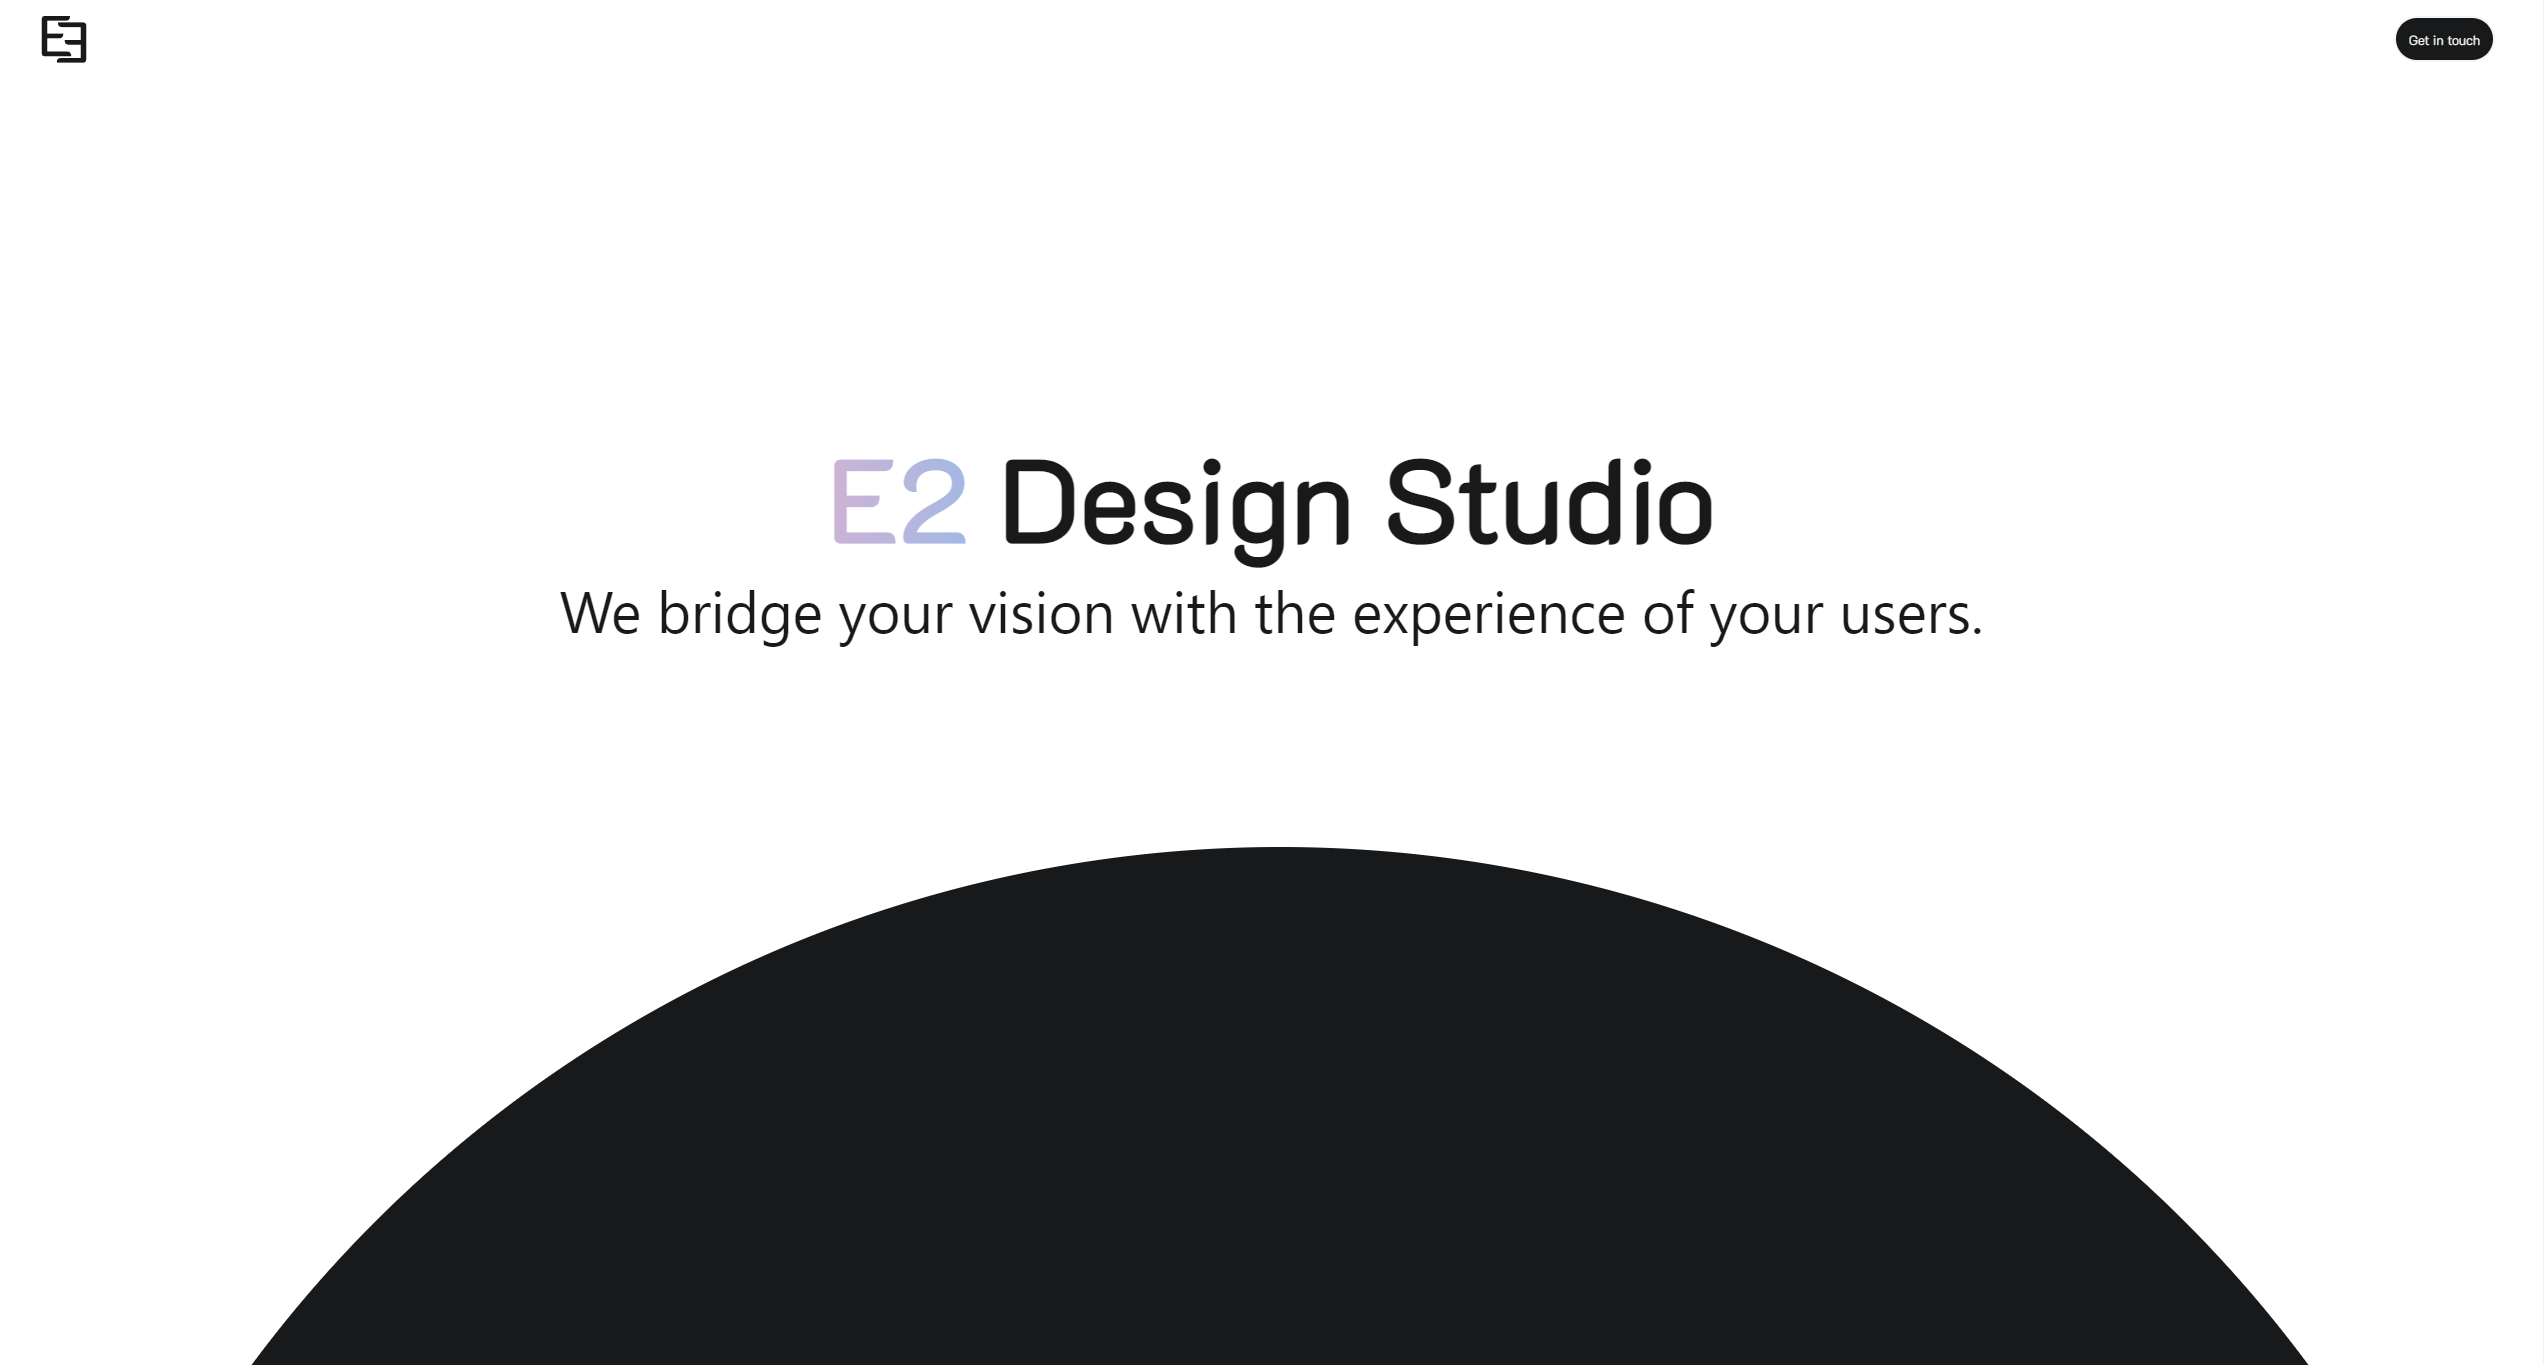 Get in touch
E2 Design Studio
We bridge your vision with the experience of your users.